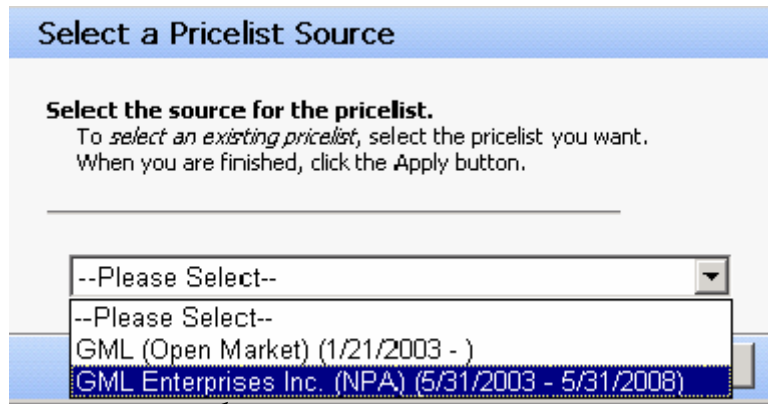 Select a Pricelist Source
Select the source for the pricelist.
To select an existing pricelist, select the pricelist you want.
When you are finished, click the Apply button.
--Please Select--
--Please Select--
GML (Open Market) (1/21/2003 - )
GML Enterprises Inc. (NPA) (5/31/2003 - 5/31/2008)